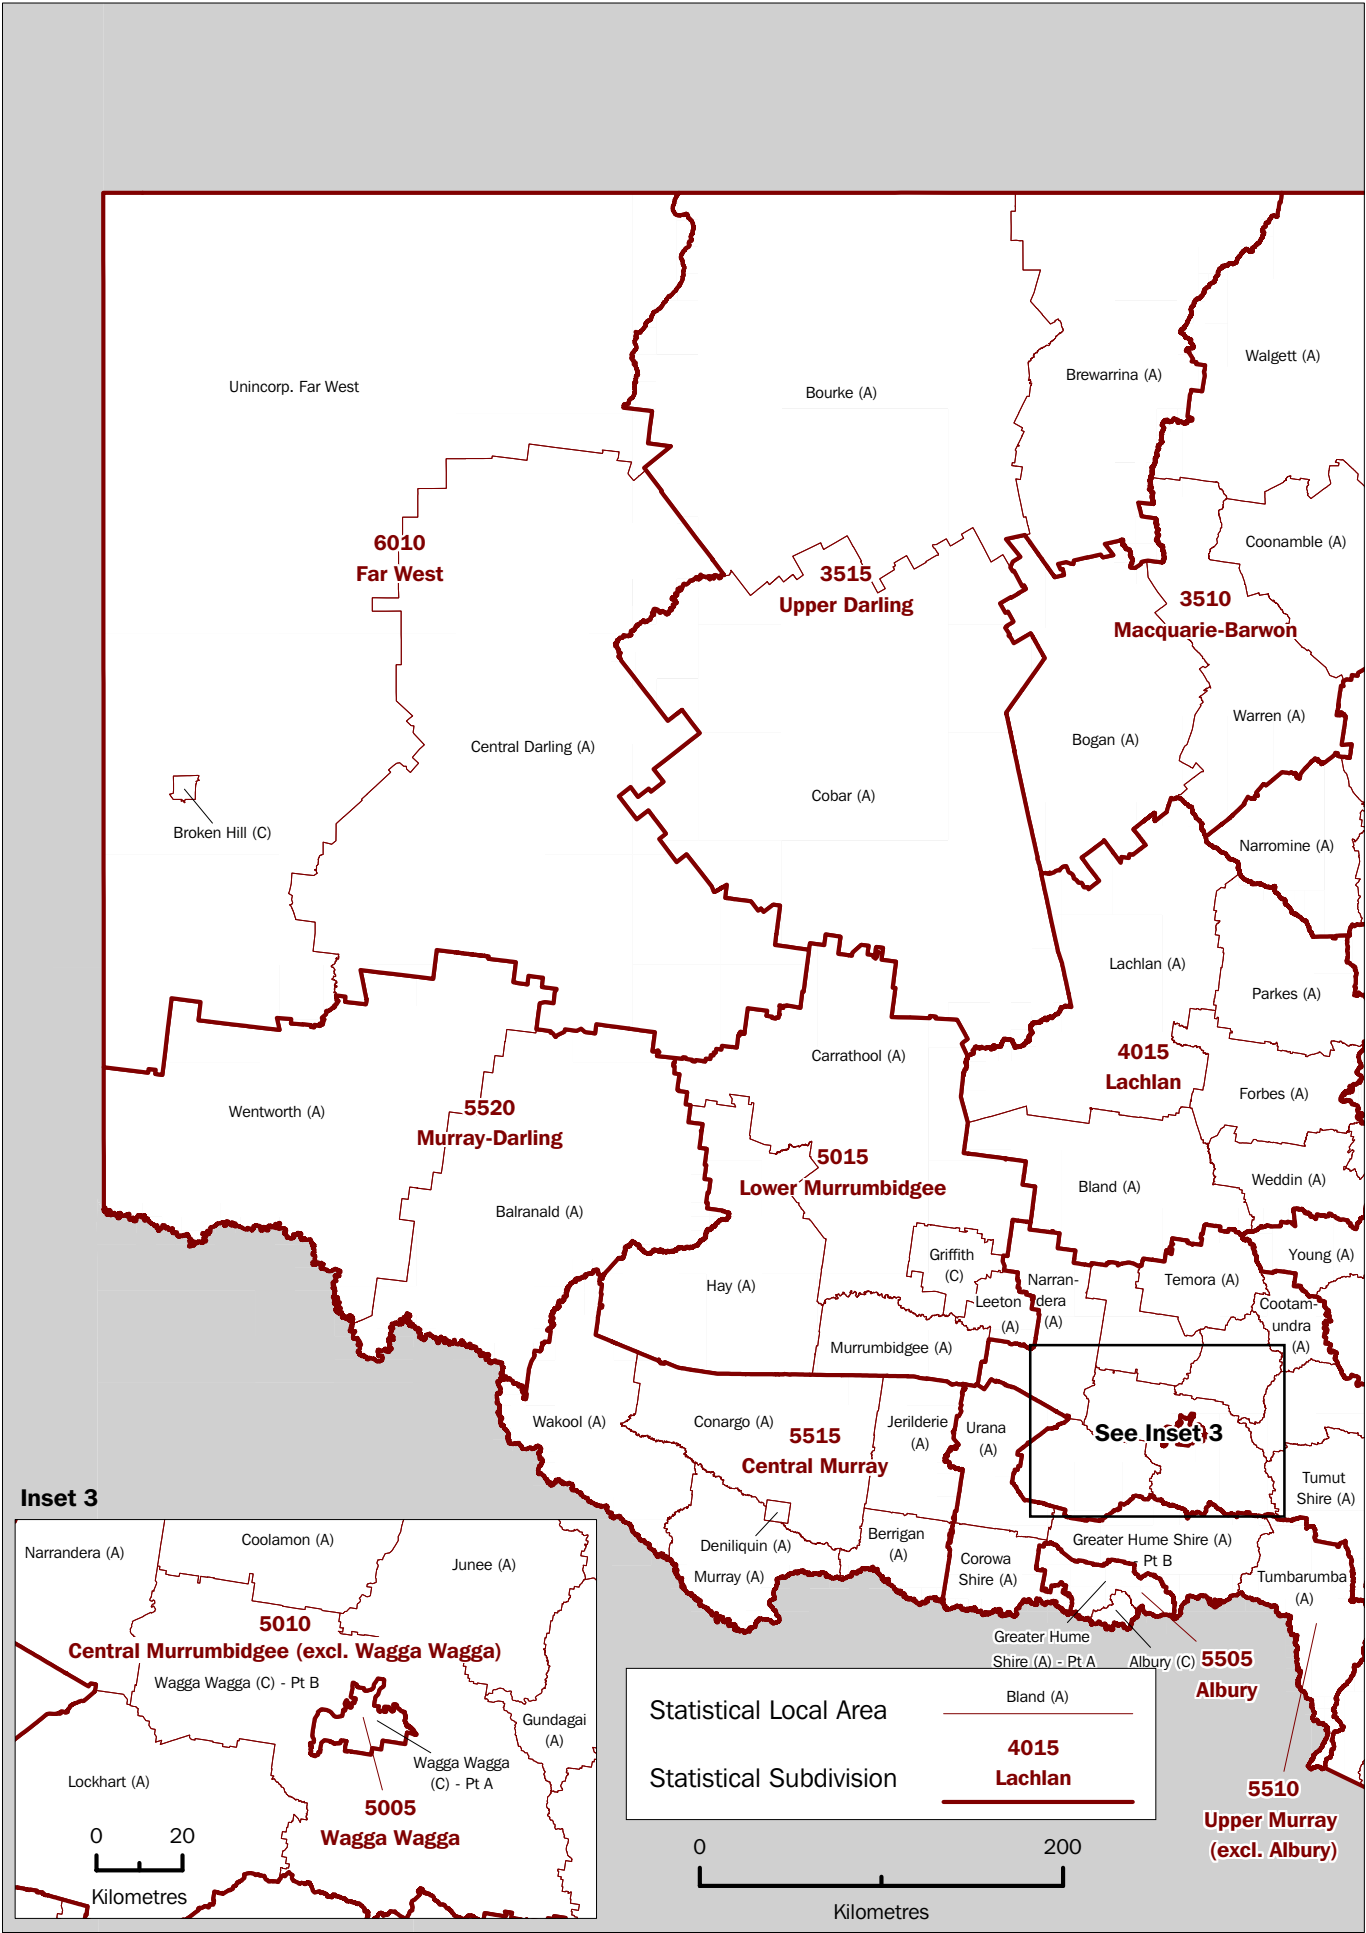 Walgett (A)
Brewarrina (A)
Unincorp. Far West
Bourke (A)
6010
Far West
Coonamble (A)
3515
Upper Darling
3510
Macquarie-Barwon
Warren (A)
Bogan (A)
Central Darling (A)
Cobar (A)
Broken Hill (C)
Narromine (A)
Lachlan (A)
Parkes (A)
Carrathool (A)
4015
Lachlan
Forbes (A)
Wentworth (A)
5520
Murray-Darling
5015
Lower Murrumbidgee
Weddin (A)
Bland (A)
Balranald (A)
Griffith
(C)
Young (A)
Hay (A)
Narran-
dera
(A)
Temora (A)
Leeton
(A)
Cootam-
undra
(A)
Murrumbidgee (A)
Wakool (A)
Conargo (A)
5515
Central Murray
Jerilderie
(A)
Urana
(A)
See Inset 3
Tumut
Shire (A)
Deniliquin (A)
Murray (A)
Berrigan
(A)
Corowa
Shire (A)
Greater Hume Shire (A)
Pt B
Tumbarumba
(A)
Greater Hume
Shire (A) - Pt A
Albury (C)
5505
Albury
5510
Upper Murray
(excl. Albury)
Inset 3
Narrandera (A)
Coolamon (A)
Junee (A)
5010
Central Murrumbidgee (excl. Wagga Wagga)
Wagga Wagga (C) - Pt B
Gundagai
(A)
Wagga Wagga
(C) - Pt A
Lockhart (A)
5005
Wagga Wagga
0 20
Kilometres
Statistical Local Area
Bland (A)
Statistical Subdivision
4015
Lachlan
0 200
Kilometres